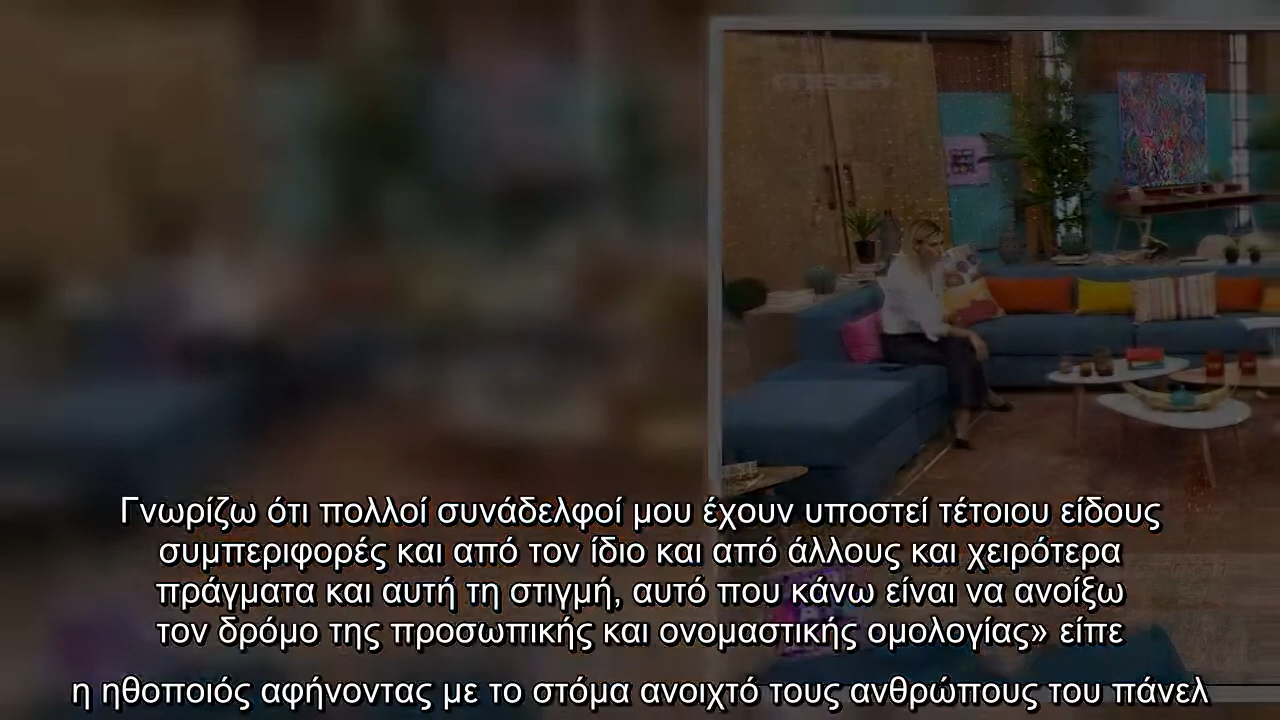 Γνωρίζω ότι πολλοί συνάδελφοί μου έχουν υποστεί τέτοιου είδους
συμπεριφορές και από τον ίδιο και από άλλους και χειρότερα
πράγματα και αυτή τη στιγμή, αυτό που κάνω είναι να ανοίξω
τον δρόμο της προσωπικής και ονομαστικής ομολογίας» είπε
η ηθοποιός αφήνοντας με το στόμα ανοιχτό τους ανθρώπους του πάνελ